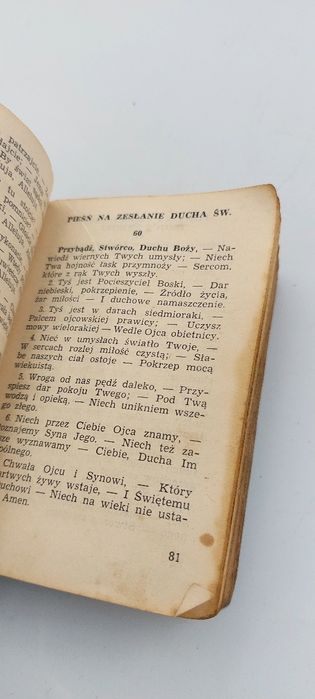 PIEŚŃ NA ZESŁANIE DUCHA ŚW.
60
Przybądź, Stwórco, Duchu Boży, — Na-
wiedź wiernych Twych umysły; — Niech
Twa hojność łask przymnoży — Sercom,
które z rąk Twych wyszły.
2. Tyś jest Pocieszyciel Boski, — Dar
niebieski, pokrzepienie, — Źródło życia,
żar miłości — I duchowe namaszczenie.
3. Tyś jest w darach siedmioraki, —
Palcem ojcowskiej prawicy; — Uczysz
mowy wielorakiej — Wedle Ojca obietnicy.
4. Nieć w umysłach światło Twoje, —
W sercach rozlej miłość czystą; — Sła-
be naszych ciał ostoje — Pokrzep mocą
wiekuistą.
5. Wroga od nas pędź daleko, — Przy-
spiesz dar pokoju Twego; — Pod Twą
wodzą i opieką, — Niech unikniem wsze-
go złego.
6. Niech przez Ciebie Ojca znamy, —
Poznajemy Syna Jego. — Niech też za-
sze wyznawamy — Ciebie, Ducha Im
pólnego.
Chwała Ojcu i Synowi, — Który
artwych żywy wstaje, — I Świętemu
uchowi — Niech na wieki nie usta-
Amen.
81